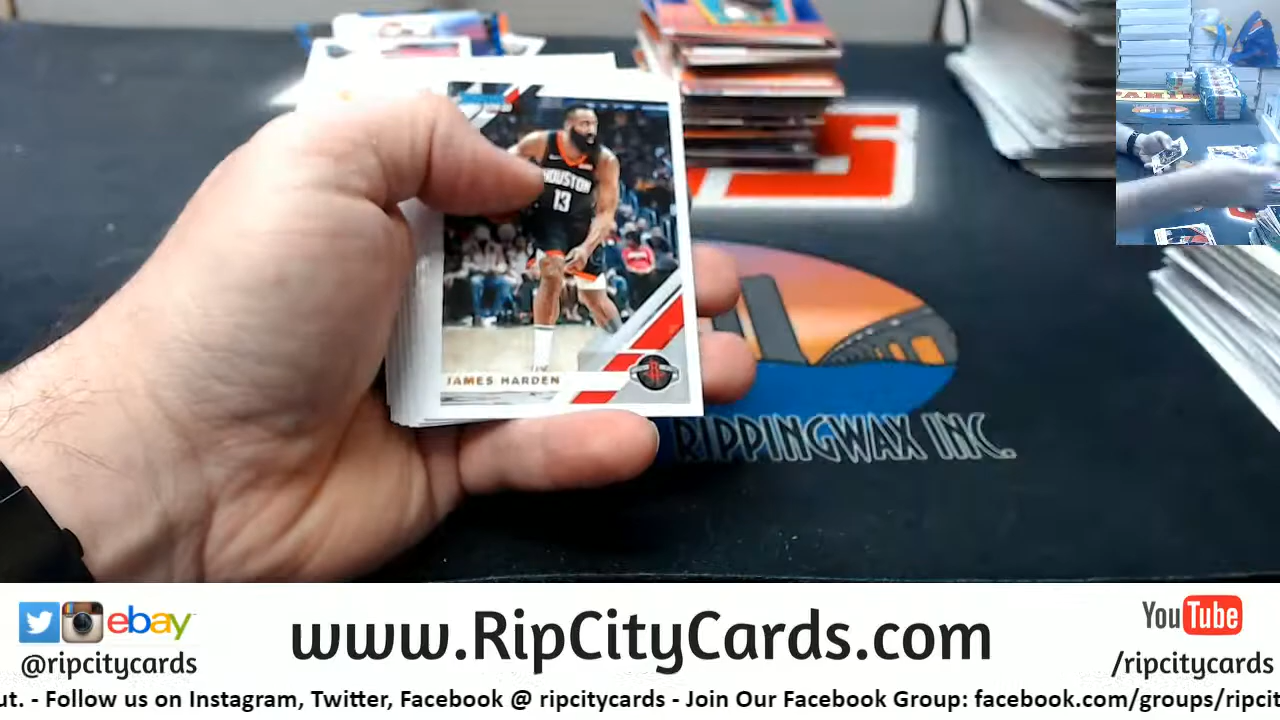 HOUSTON
13
JAMES HARDEN
R
RIPPINGWAX INC.
ebay
@ripcitycards
www.RipCityCards.com
YouTube
/ripcitycards
ut. - Follow us on Instagram, Twitter, Facebook @ ripcitycards - Join Our Facebook Group: facebook.com/groups/ripcit